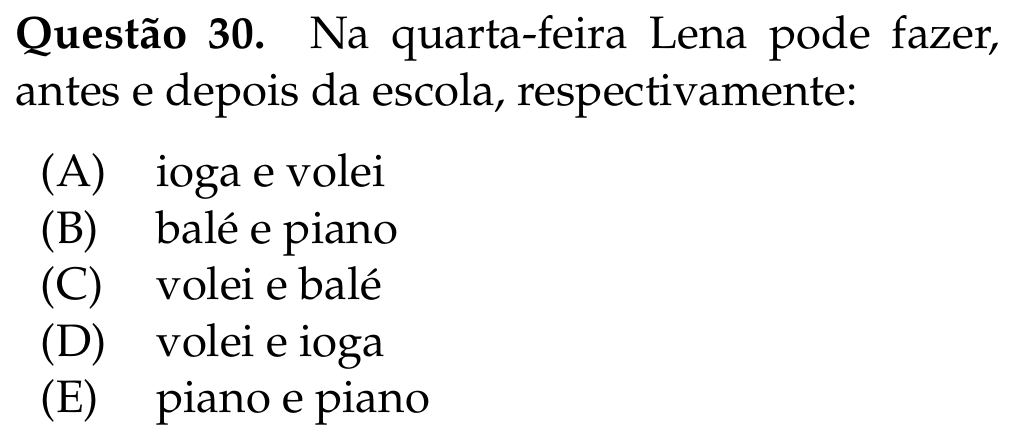 Questão 30. Na quarta-feira Lena pode fazer,
antes e depois da escola, respectivamente:
(A) ioga e volei
(B) balé e piano
(C) volei e balé
(D) volei e ioga
(E) piano e piano